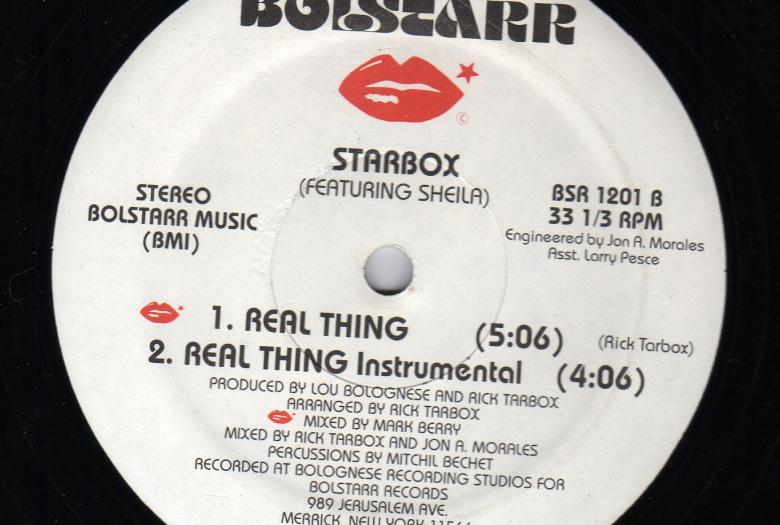 BOLSTARR
©
STARBOX
(FEATURING SHEILA)
STEREO
BOLSTARR MUSIC
(BMI)
BSR 1201 B
33 1/3 RPM
Engineered by Jon A. Morales
Asst. Larry Pesce
1. REAL THING (5:06) (Rick Tarbox)
2. REAL THING Instrumental (4:06)
PRODUCED BY LOU BOLOGNESE AND RICK TARBOX
ARRANGED BY RICK TARBOX
MIXED BY MARK BERRY
MIXED BY RICK TARBOX AND JON A. MORALES
PERCUSSIONS BY MITCHIL BECHET
RECORDED AT BOLOGNESE RECORDING STUDIOS FOR
BOLSTARR RECORDS
989 JERUSALEM AVE.
MERRICK, NEW YORK